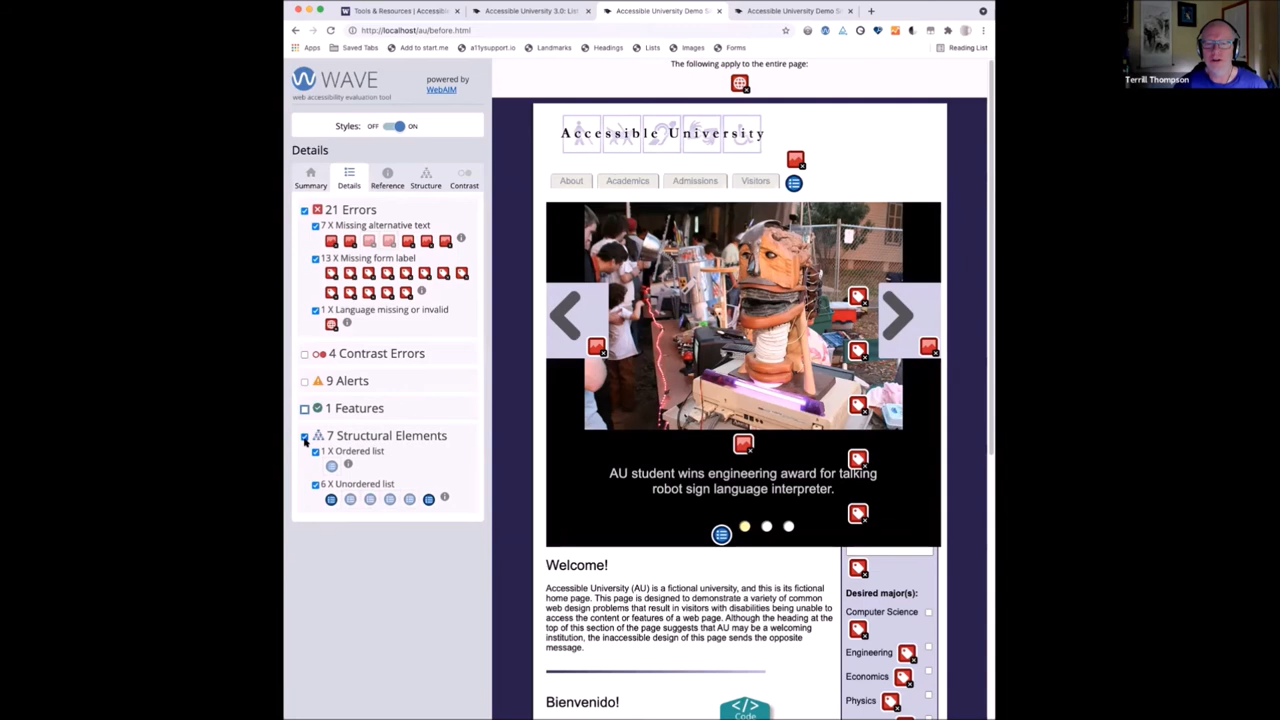 Tools & Resources | Accessible
Accessible University 3.0: List
Accessible University Demo Si
Accessible University Demo Si
http://localhost/au/before.html
Apps
Saved Tabs
Add to start.me
a11ysupport.io
Landmarks
Headings
Lists
Images
Forms
Reading List
Terrill Thompson
WAVE
web accessibility evaluation tool
powered by
WebAIM
Styles: OFF ON
Details
Summary
Details
Reference
Structure
Contrast
21 Errors
7 X Missing alternative text
13 X Missing form label
1 X Language missing or invalid
4 Contrast Errors
9 Alerts
1 Features
7 Structural Elements
1 X Ordered list
6 X Unordered list
The following apply to the entire page:
Accessible University
About
Academics
Admissions
Visitors
AU student wins engineering award for talking
robot sign language interpreter.
Welcome!
Accessible University (AU) is a fictional university, and this is its fictional
home page. This page is designed to demonstrate a variety of common
web design problems that result in visitors with disabilities being unable to
access the content or features of a web page. Although the heading at the
top of this section of the page suggests that AU may be a welcoming
institution, the inaccessible design of this page sends the opposite
message.
Bienvenido!
</> Code
Desired major(s):
Computer Science
Engineering
Economics
Physics